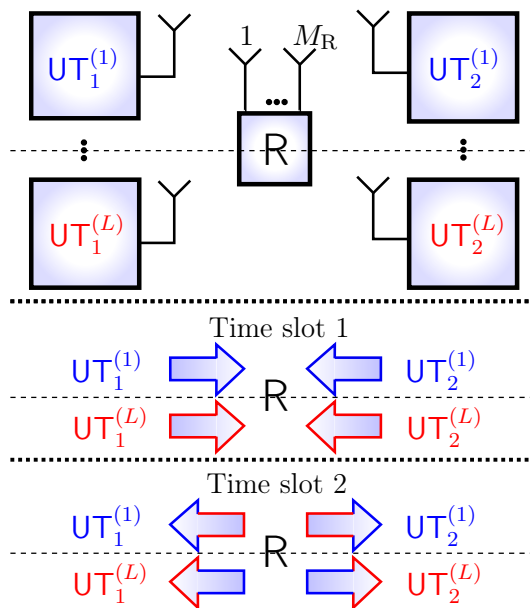 1 M_R
UT_1^{(1)} UT_2^{(1)}
R
UT_1^{(L)} UT_2^{(L)}
Time slot 1
UT_1^{(1)} UT_2^{(1)}
R
UT_1^{(L)} UT_2^{(L)}
Time slot 2
UT_1^{(1)} UT_2^{(1)}
R
UT_1^{(L)} UT_2^{(L)}